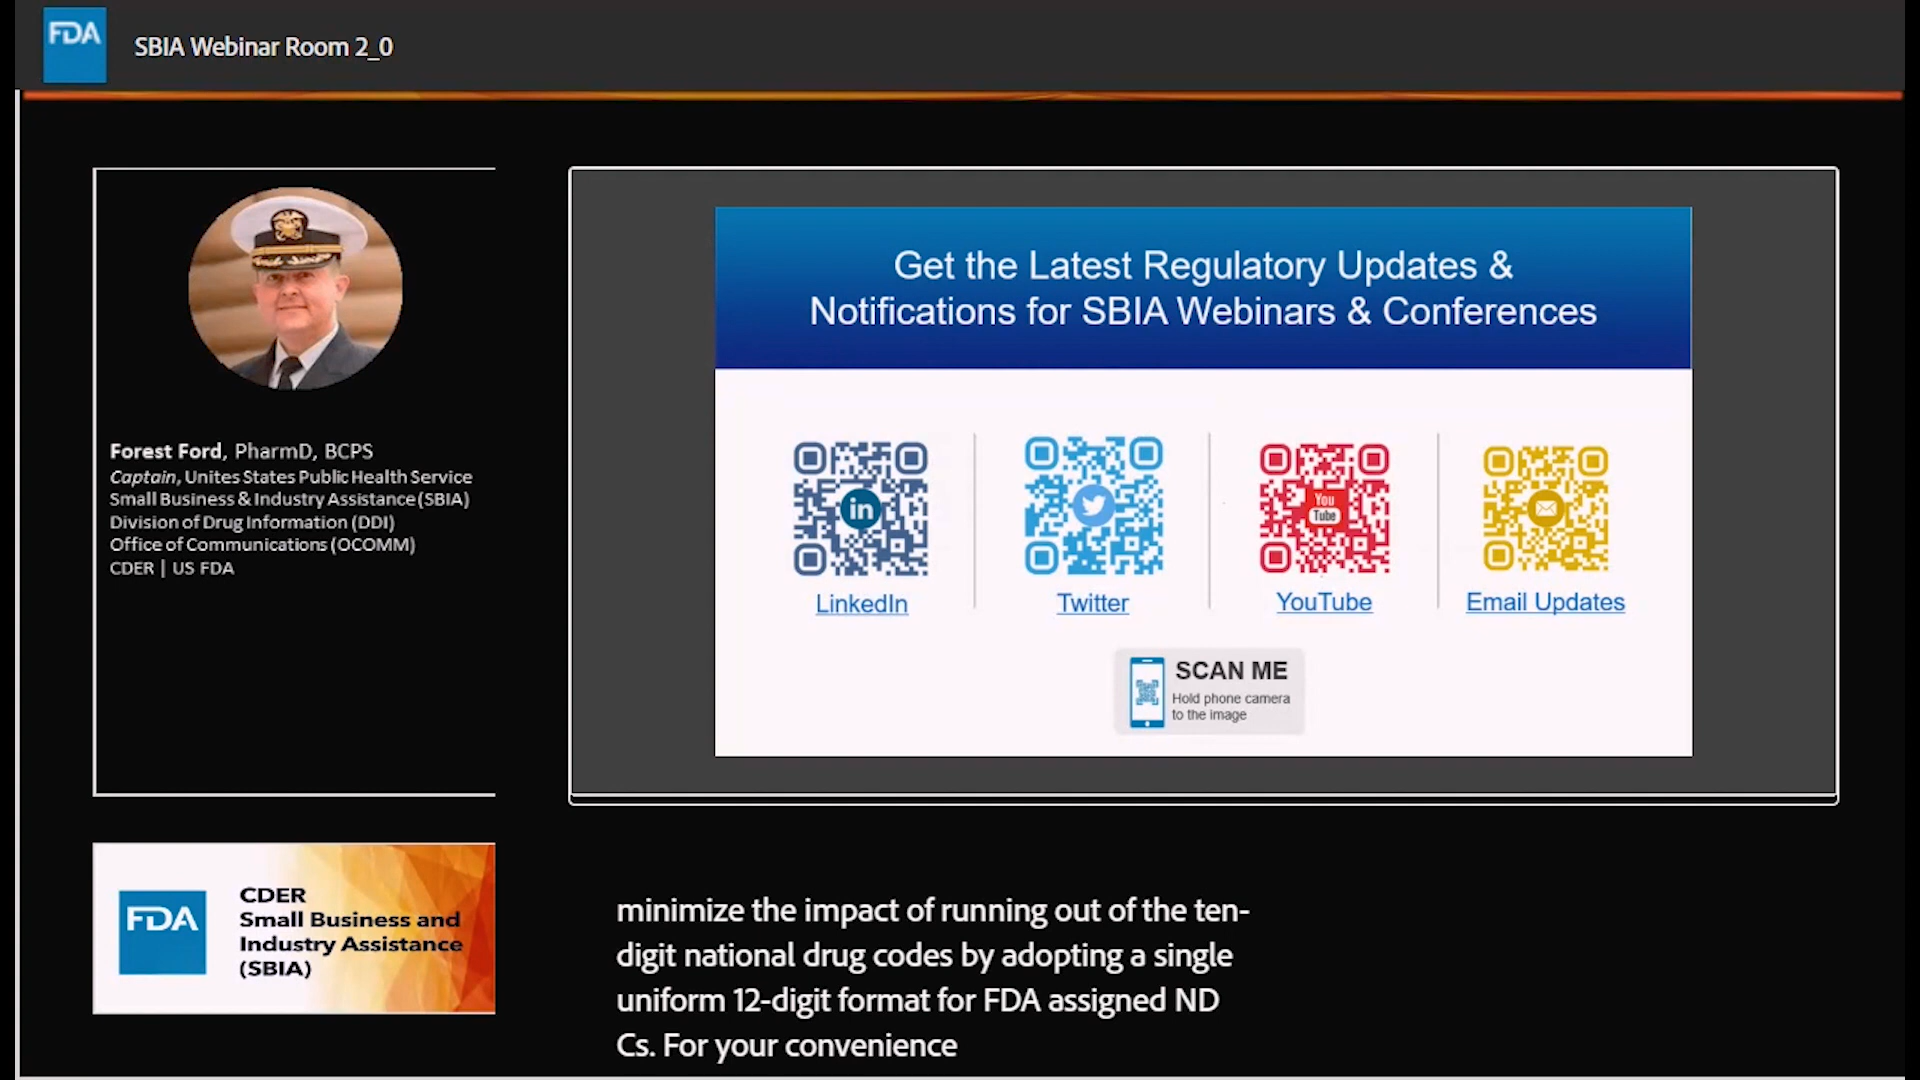 FDA
SBIA Webinar Room 2_0
Forest Ford, PharmD, BCPS
Captain, Unites States Public Health Service
Small Business & Industry Assistance (SBIA)
Division of Drug Information (DDI)
Office of Communications (OCOMM)
CDER | US FDA
Get the Latest Regulatory Updates &
Notifications for SBIA Webinars & Conferences
in
You
Tube
LinkedIn
Twitter
YouTube
Email Updates
SCAN ME
Hold phone camera
to the image
FDA
CDER
Small Business and
Industry Assistance
(SBIA)
minimize the impact of running out of the ten-
digit national drug codes by adopting a single
uniform 12-digit format for FDA assigned ND
Cs. For your convenience